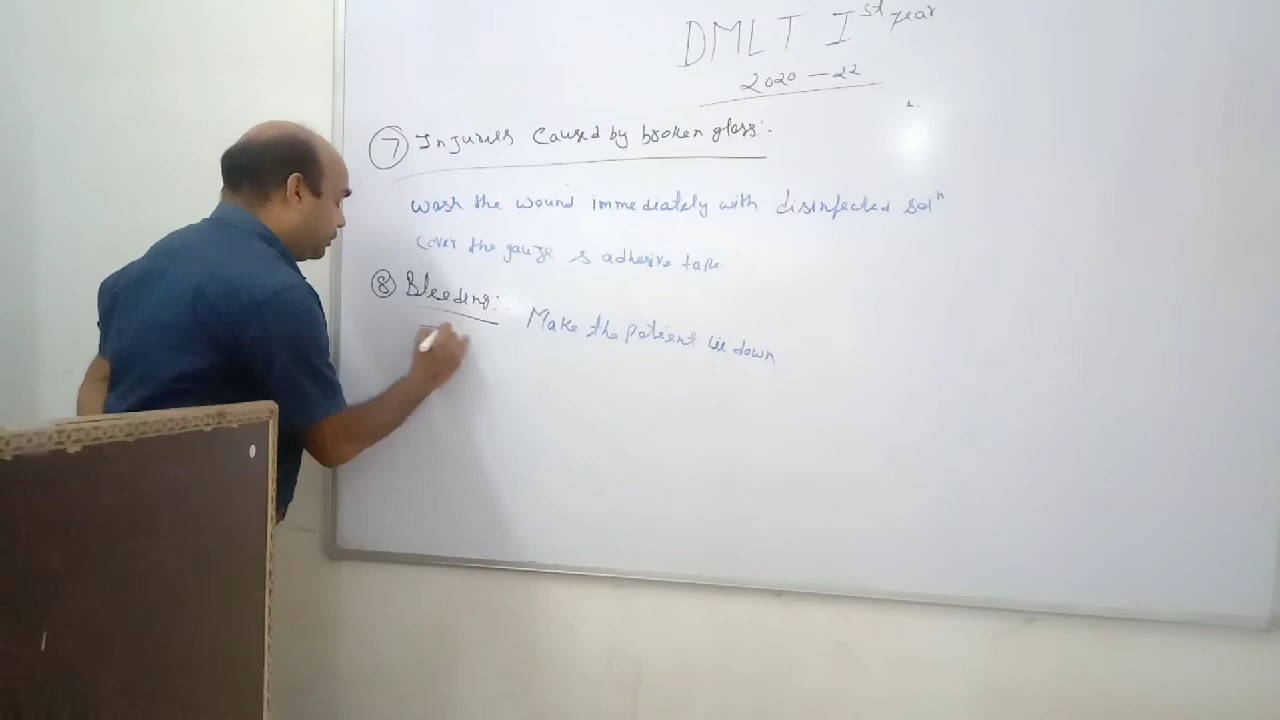 DMLT I st year
2020 - 22
7 Injuries Caused by broken glass:
wash the wound immediately with disinfected sol n
Cover the gauze & adhesive tape
8 Bleeding: Make the patient lie down